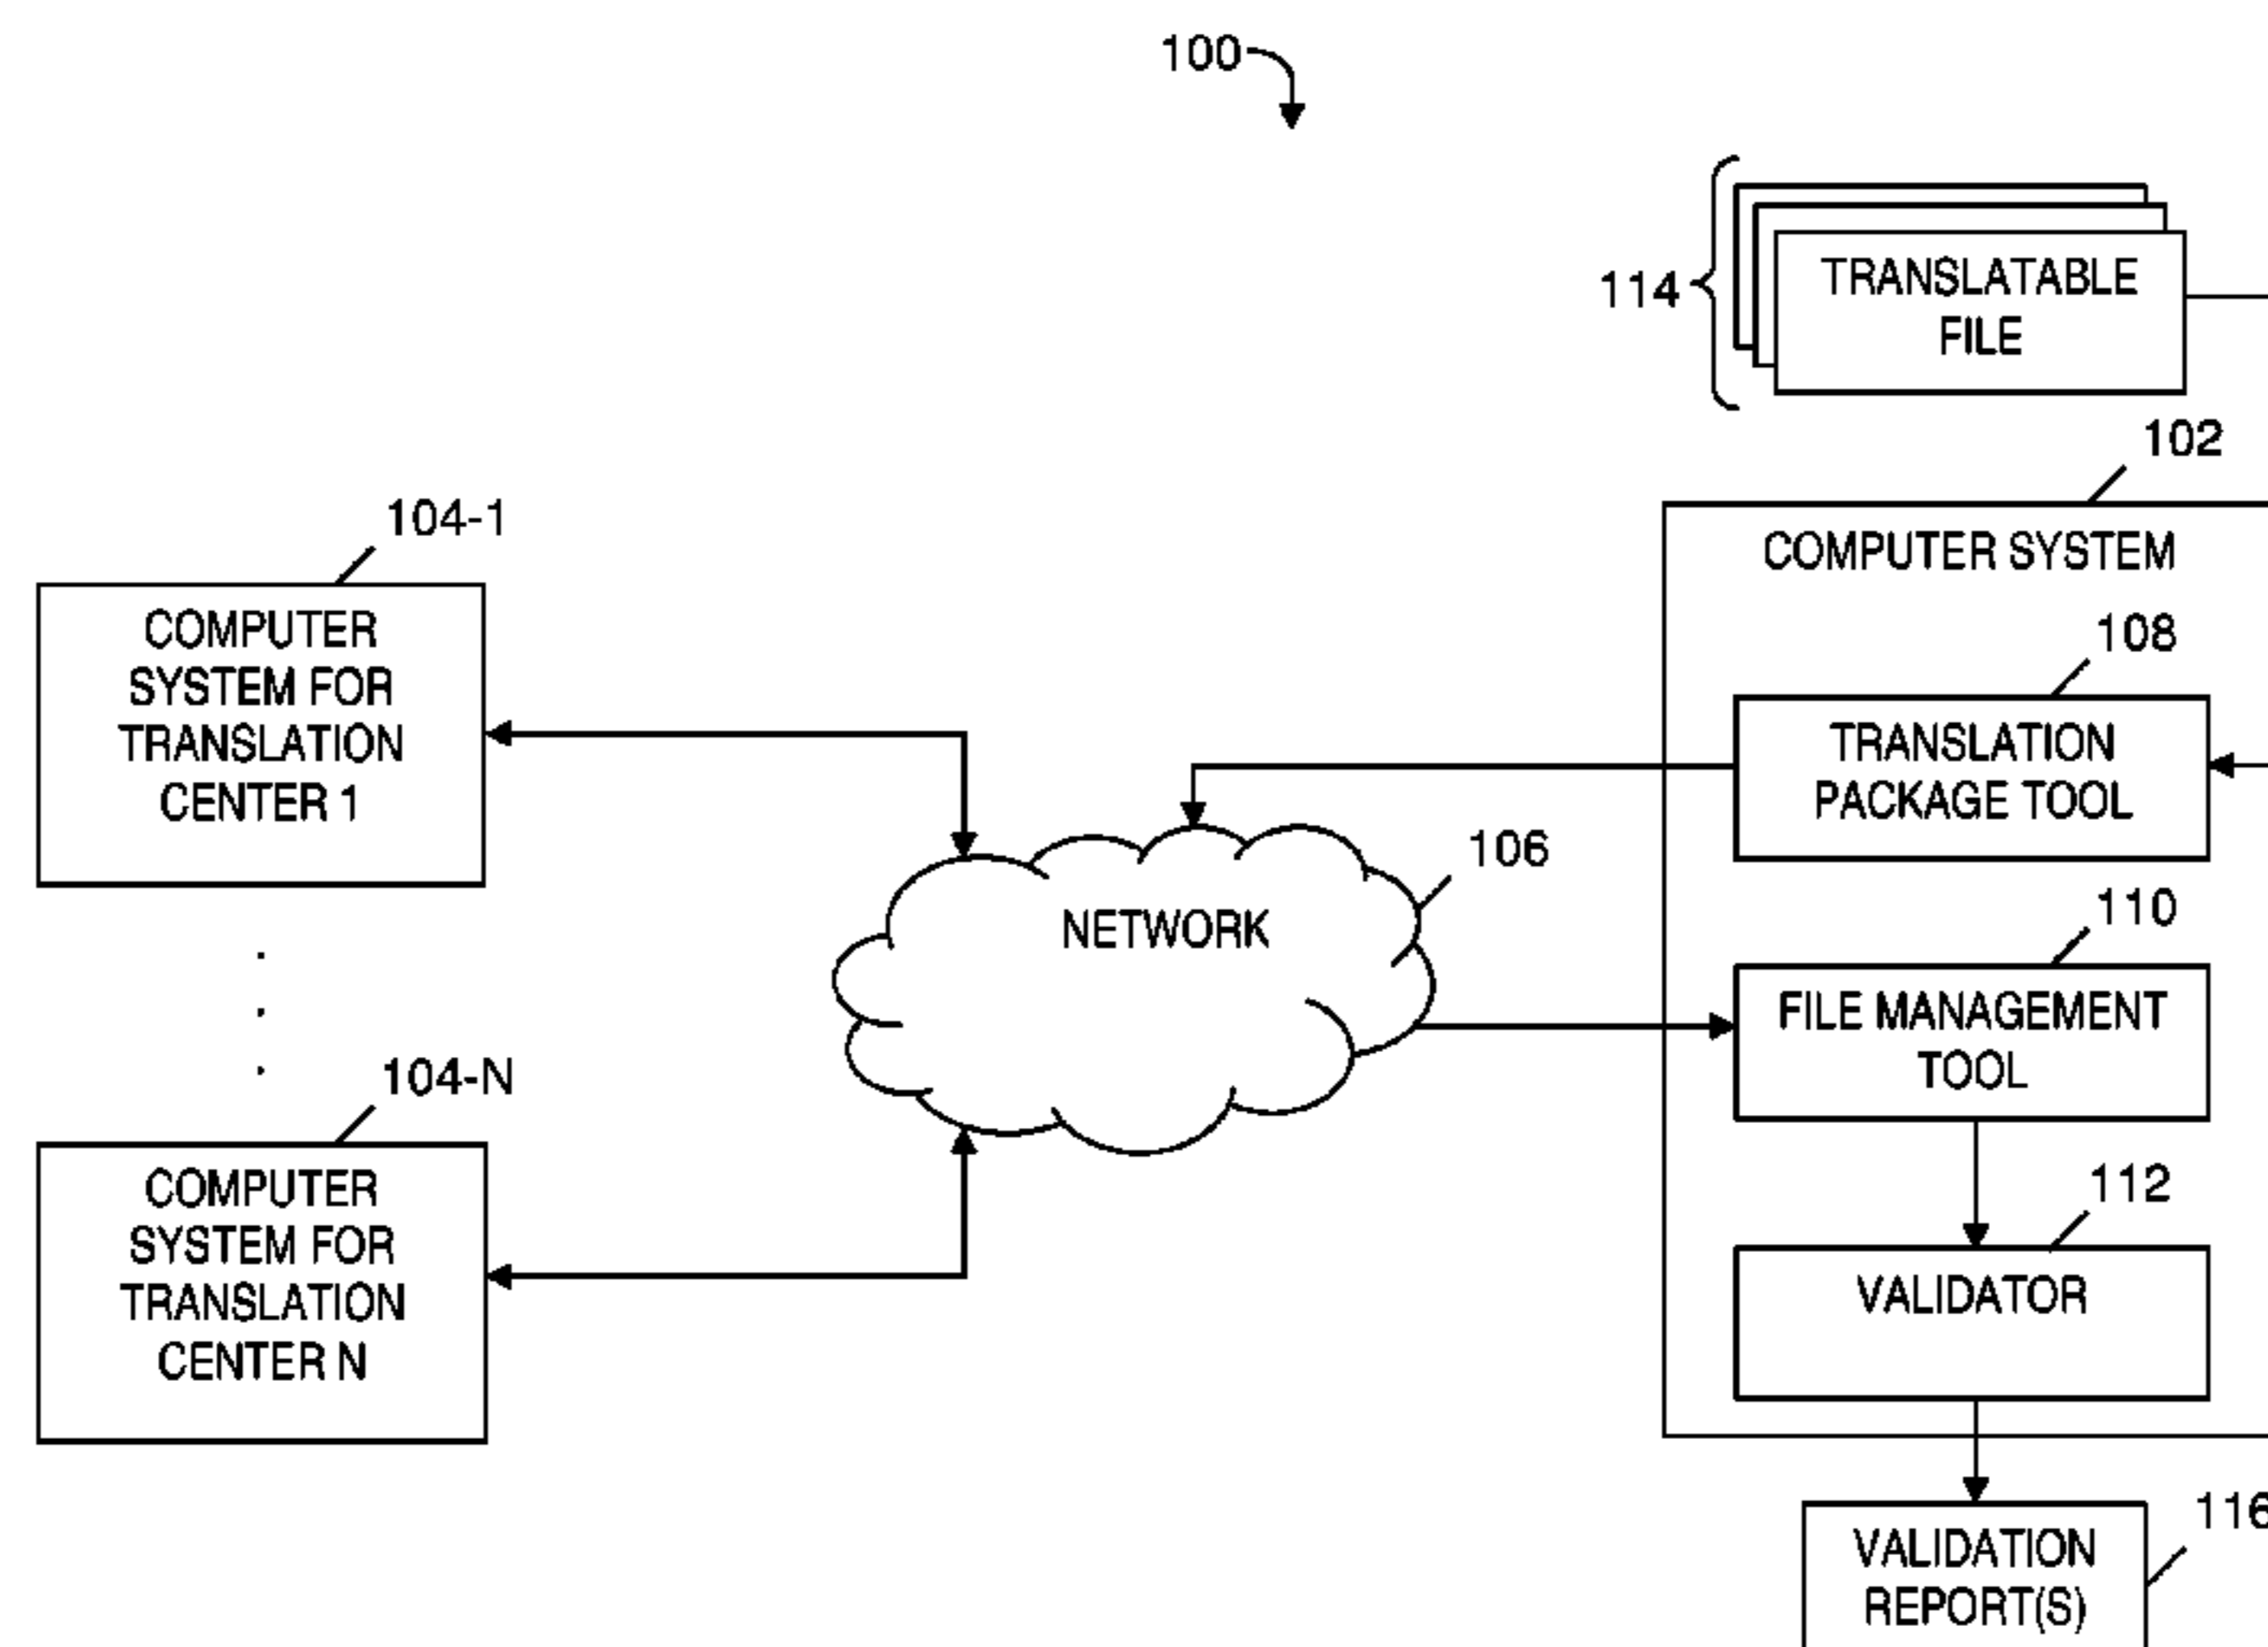 100
114
TRANSLATABLE
FILE
102
COMPUTER SYSTEM
104-1
COMPUTER
SYSTEM FOR
TRANSLATION
CENTER 1
108
TRANSLATION
PACKAGE TOOL
106
NETWORK
110
FILE MANAGEMENT
TOOL
104-N
COMPUTER
SYSTEM FOR
TRANSLATION
CENTER N
112
VALIDATOR
116
VALIDATION
REPORT(S)